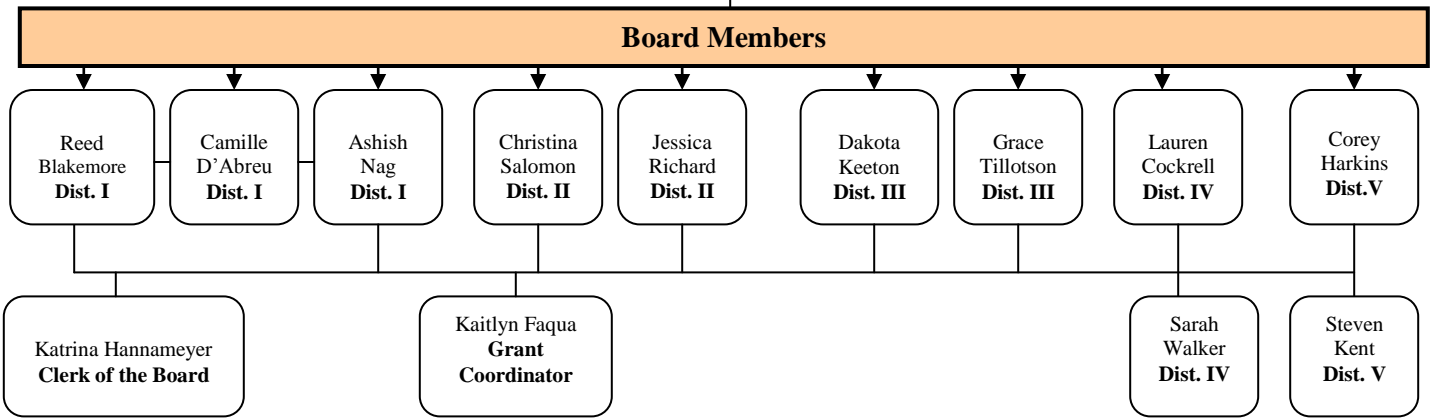 Board Members
Reed
Blakemore
Dist. I
Camille
D’Abreu
Dist. I
Ashish
Nag
Dist. I
Christina
Salomon
Dist. II
Jessica
Richard
Dist. II
Dakota
Keeton
Dist. III
Grace
Tillotson
Dist. III
Lauren
Cockrell
Dist. IV
Corey
Harkins
Dist.V
Katrina Hannameyer
Clerk of the Board
Kaitlyn Faqua
Grant
Coordinator
Sarah
Walker
Dist. IV
Steven
Kent
Dist. V